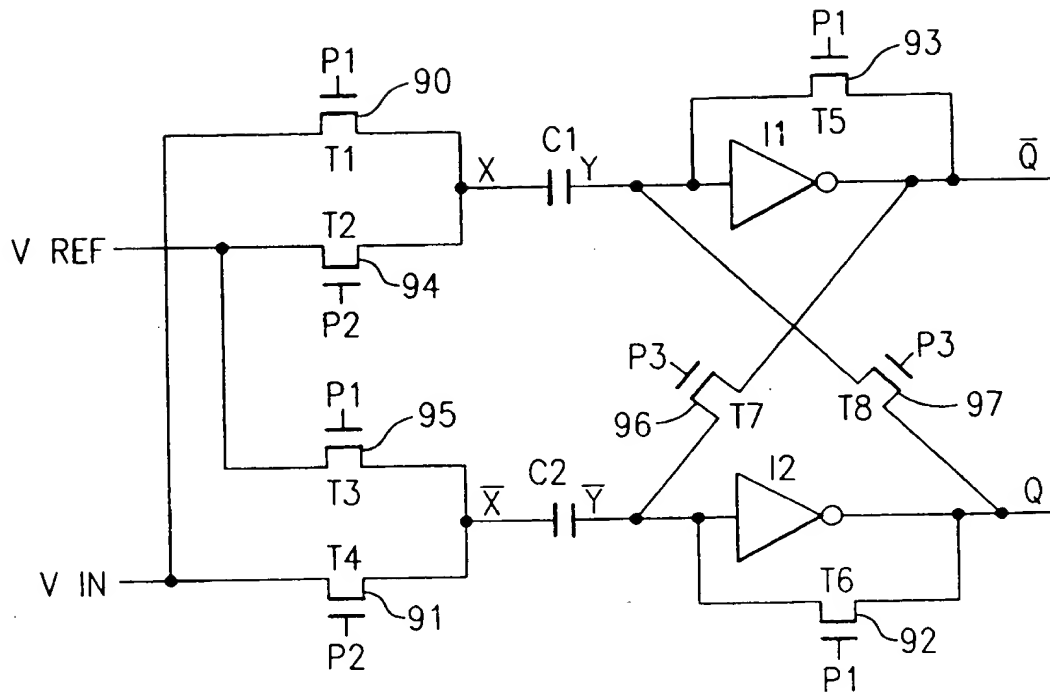 P1
93
P1
90
T5
I1
T1
C1
X
Y
Q̅
T2
V REF
94
P2
P3
P3
P1
95
96
T7
T8
97
T3
C2
I2
X̅
Y̅
Q
T4
T6
V IN
91
92
P2
P1